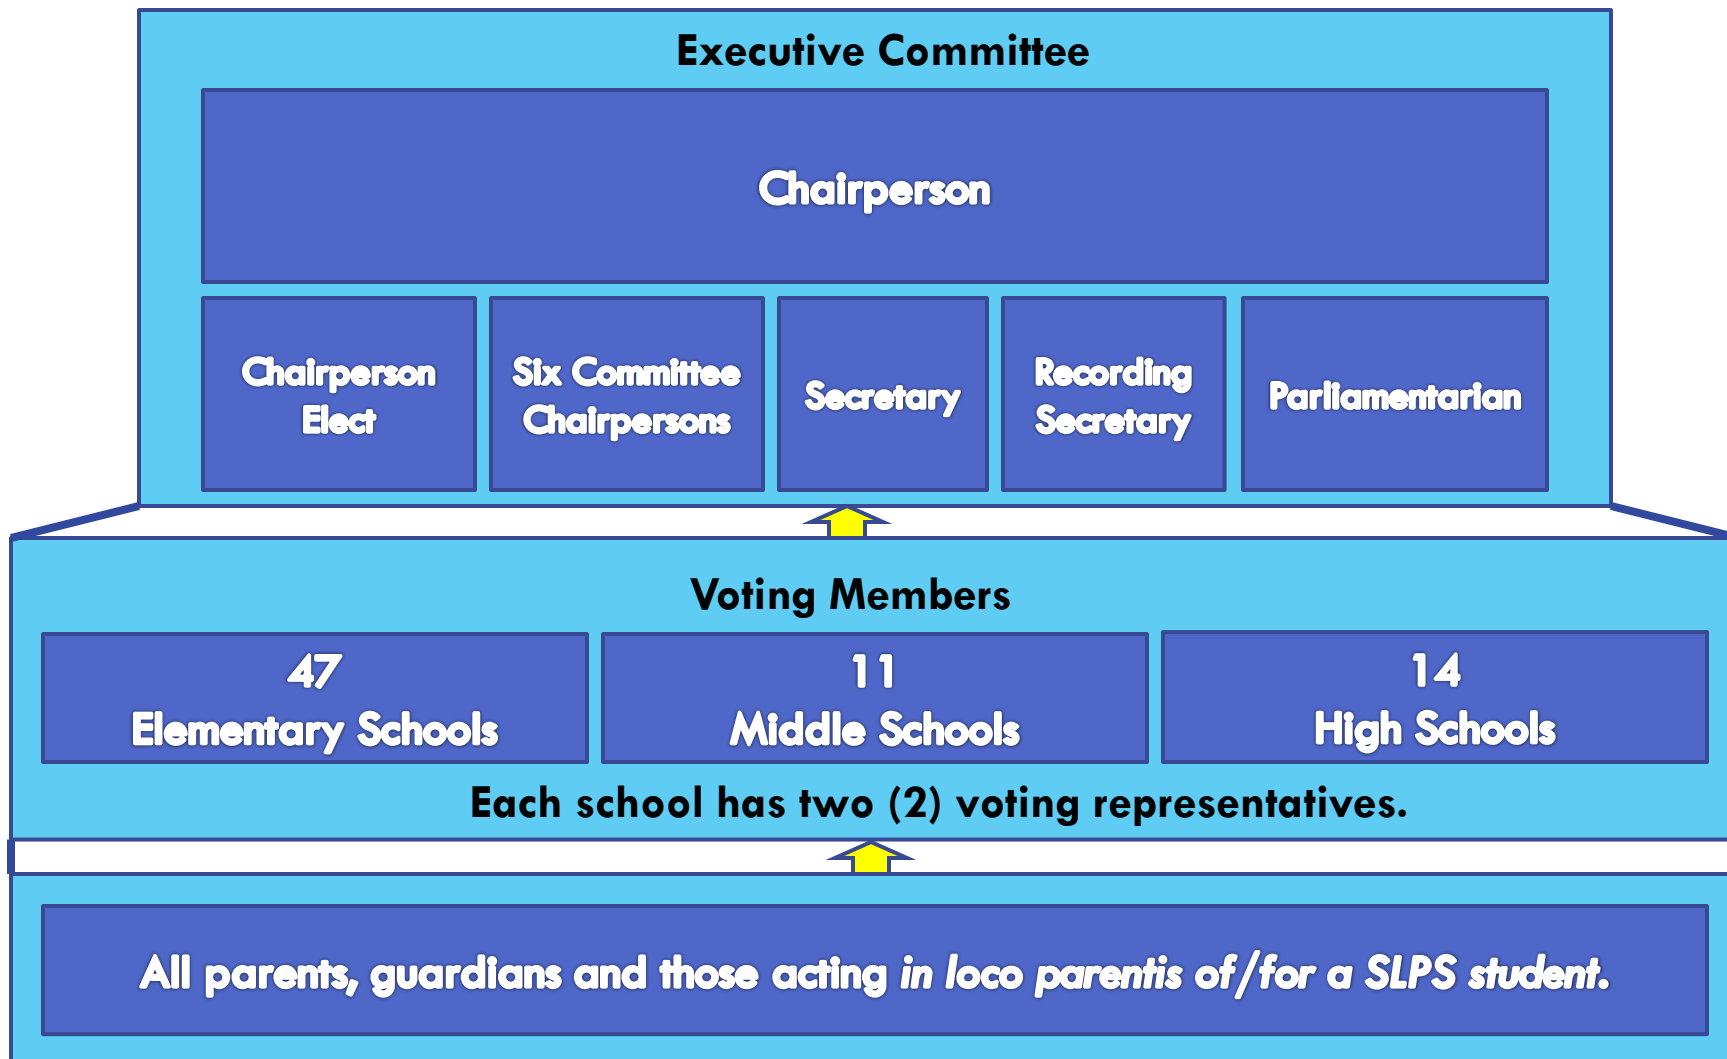 Executive Committee
Chairperson
Chairperson
Elect
Six Committee
Chairpersons
Secretary
Recording
Secretary
Parliamentarian
Voting Members
47
Elementary Schools
11
Middle Schools
14
High Schools
Each school has two (2) voting representatives.
All parents, guardians and those acting in loco parentis of/for a SLPS student.